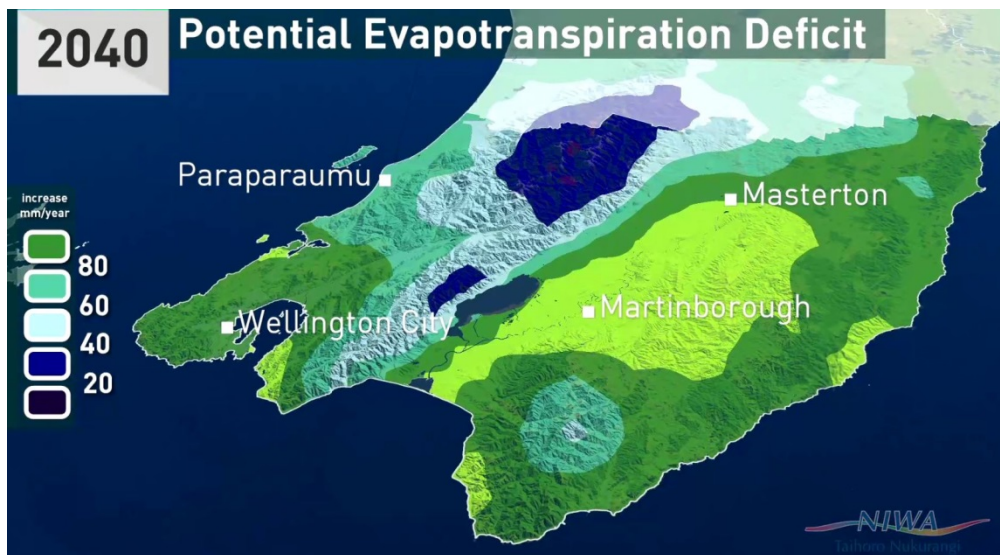 2040
Potential Evapotranspiration Deficit
Paraparaumu
Masterton
increase
mm/year
80
60
40
20
Martinborough
Wellington City
NIWA
Taihoro Nukurangi